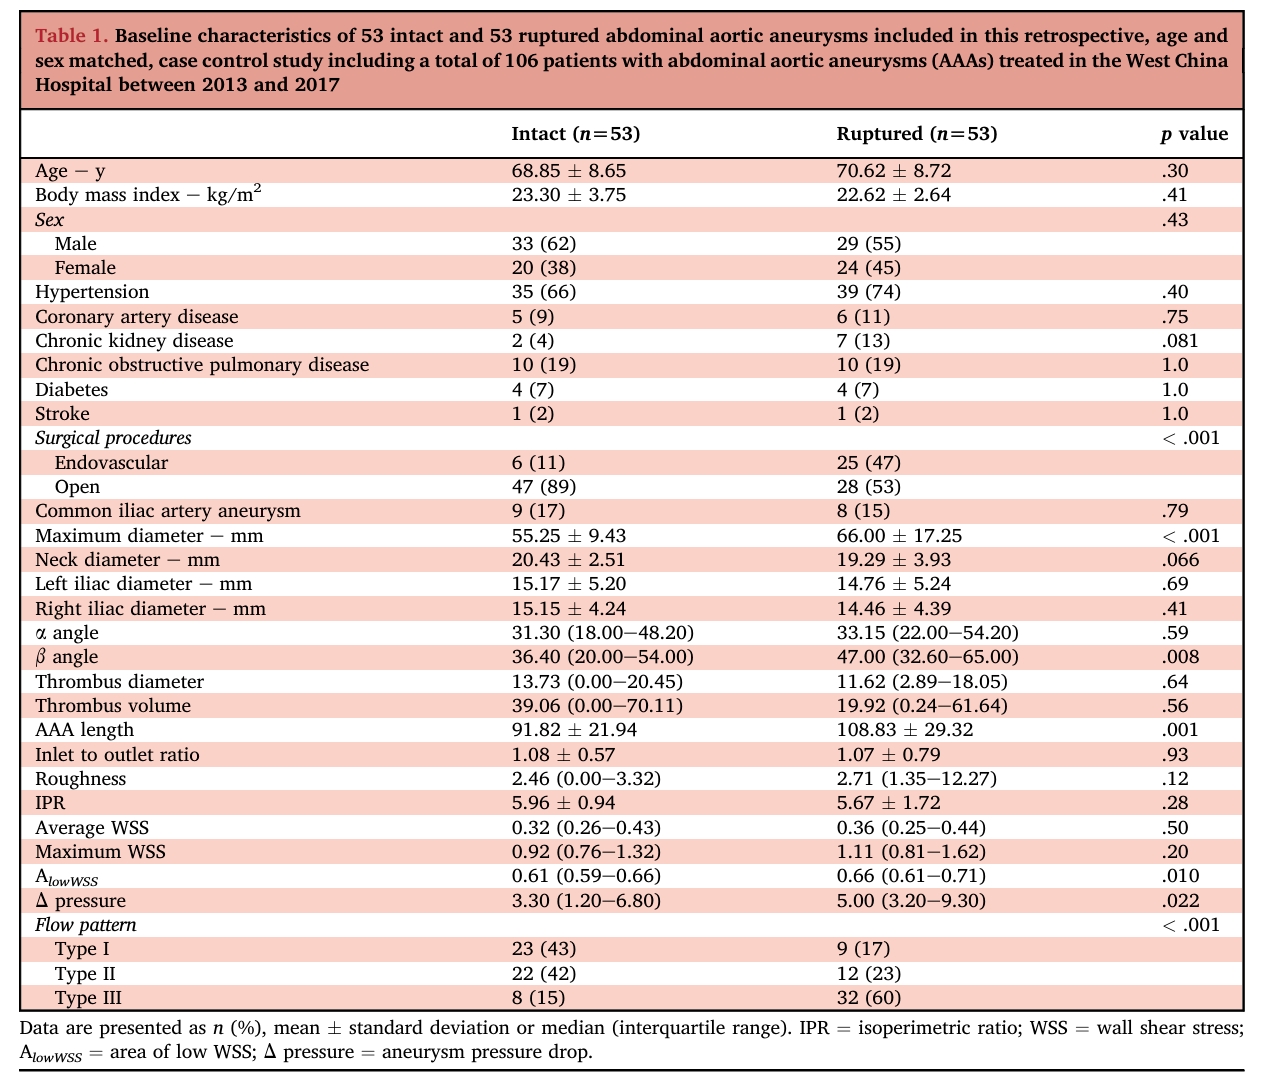 Table 1. Baseline characteristics of 53 intact and 53 ruptured abdominal aortic aneurysms included in this retrospective, age and
sex matched, case control study including a total of 106 patients with abdominal aortic aneurysms (AAAs) treated in the West China
Hospital between 2013 and 2017
Intact (n=53) Ruptured (n=53) p value
Age – y 68.85 ± 8.65 70.62 ± 8.72 .30
Body mass index – kg/m² 23.30 ± 3.75 22.62 ± 2.64 .41
Sex .43
Male 33 (62) 29 (55)
Female 20 (38) 24 (45)
Hypertension 35 (66) 39 (74) .40
Coronary artery disease 5 (9) 6 (11) .75
Chronic kidney disease 2 (4) 7 (13) .081
Chronic obstructive pulmonary disease 10 (19) 10 (19) 1.0
Diabetes 4 (7) 4 (7) 1.0
Stroke 1 (2) 1 (2) 1.0
Surgical procedures < .001
Endovascular 6 (11) 25 (47)
Open 47 (89) 28 (53)
Common iliac artery aneurysm 9 (17) 8 (15) .79
Maximum diameter – mm 55.25 ± 9.43 66.00 ± 17.25 < .001
Neck diameter – mm 20.43 ± 2.51 19.29 ± 3.93 .066
Left iliac diameter – mm 15.17 ± 5.20 14.76 ± 5.24 .69
Right iliac diameter – mm 15.15 ± 4.24 14.46 ± 4.39 .41
α angle 31.30 (18.00–48.20) 33.15 (22.00–54.20) .59
β angle 36.40 (20.00–54.00) 47.00 (32.60–65.00) .008
Thrombus diameter 13.73 (0.00–20.45) 11.62 (2.89–18.05) .64
Thrombus volume 39.06 (0.00–70.11) 19.92 (0.24–61.64) .56
AAA length 91.82 ± 21.94 108.83 ± 29.32 .001
Inlet to outlet ratio 1.08 ± 0.57 1.07 ± 0.79 .93
Roughness 2.46 (0.00–3.32) 2.71 (1.35–12.27) .12
IPR 5.96 ± 0.94 5.67 ± 1.72 .28
Average WSS 0.32 (0.26–0.43) 0.36 (0.25–0.44) .50
Maximum WSS 0.92 (0.76–1.32) 1.11 (0.81–1.62) .20
AlowWSS 0.61 (0.59–0.66) 0.66 (0.61–0.71) .010
Δ pressure 3.30 (1.20–6.80) 5.00 (3.20–9.30) .022
Flow pattern < .001
Type I 23 (43) 9 (17)
Type II 22 (42) 12 (23)
Type III 8 (15) 32 (60)
Data are presented as n (%), mean ± standard deviation or median (interquartile range). IPR = isoperimetric ratio; WSS = wall shear stress;
AlowWSS = area of low WSS; Δ pressure = aneurysm pressure drop.